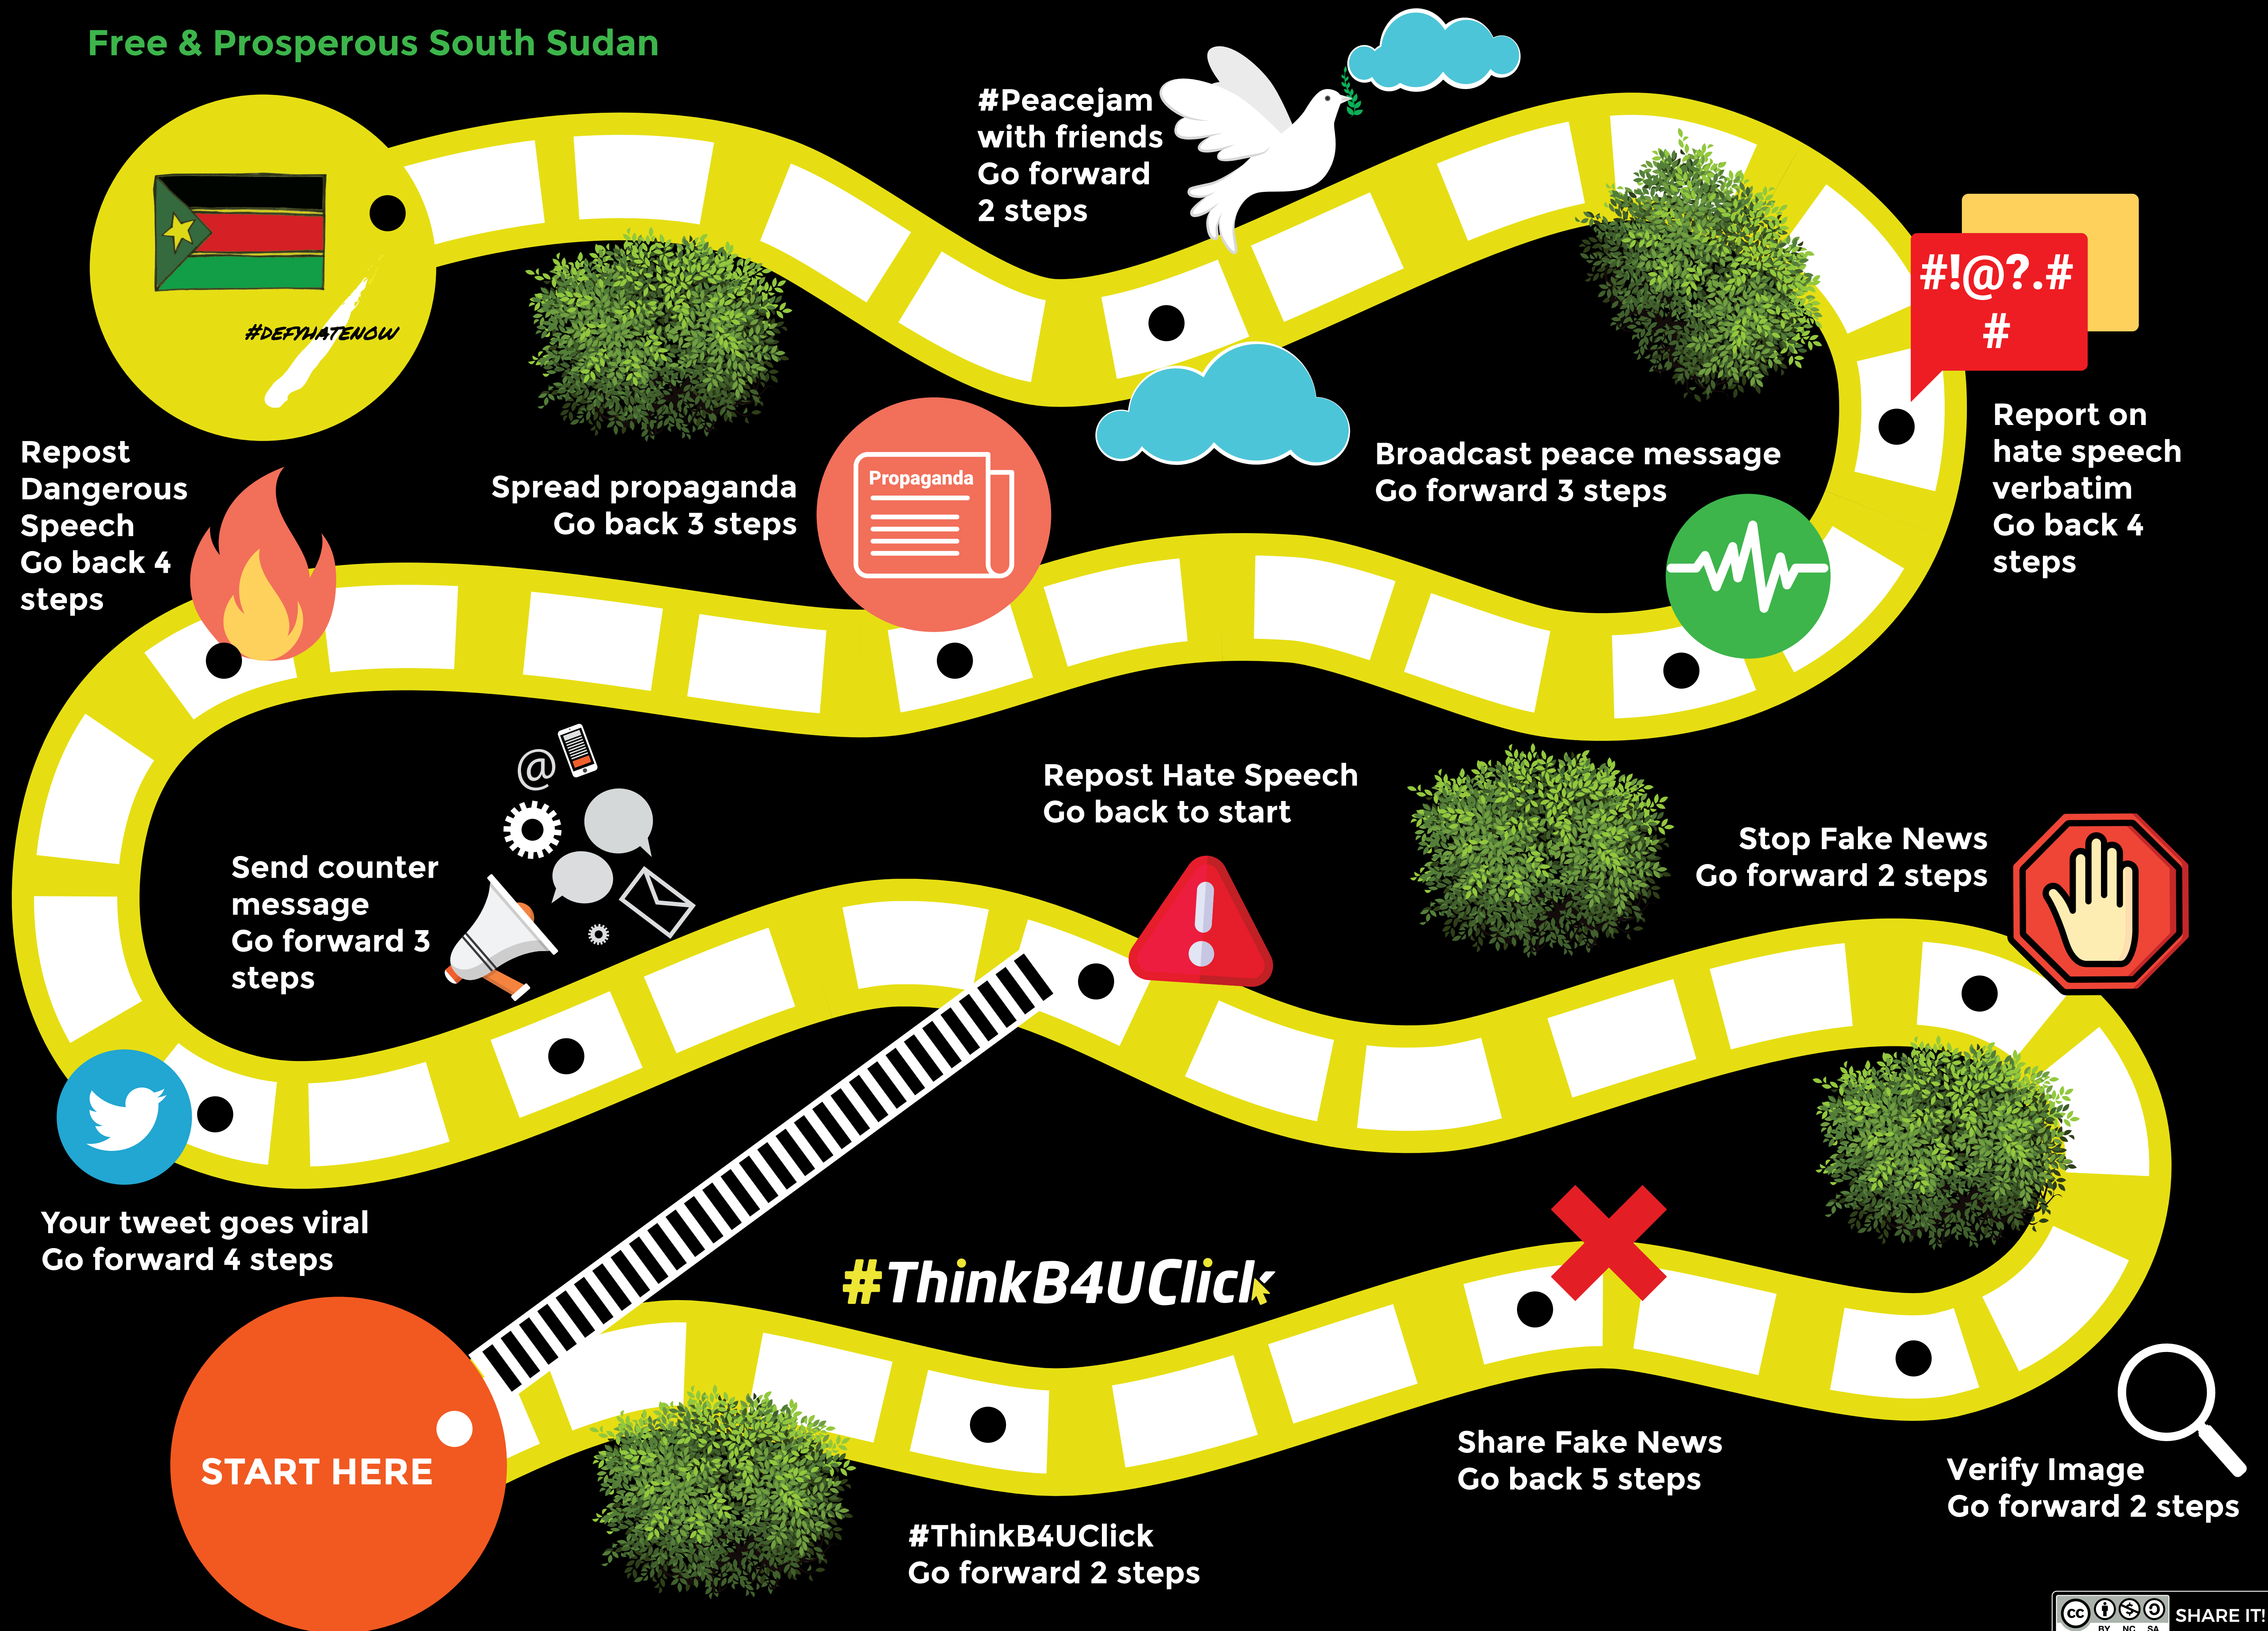 Free & Prosperous South Sudan
#DEFYHATENOW
#Peacejam
with friends
Go forward
2 steps
#!@?.#
#
Report on
hate speech
verbatim
Go back 4
steps
Broadcast peace message
Go forward 3 steps
Propaganda
Spread propaganda
Go back 3 steps
Repost
Dangerous
Speech
Go back 4
steps
@
Send counter
message
Go forward 3
steps
Repost Hate Speech
Go back to start
Stop Fake News
Go forward 2 steps
Your tweet goes viral
Go forward 4 steps
#ThinkB4UClick
START HERE
#ThinkB4UClick
Go forward 2 steps
Share Fake News
Go back 5 steps
Verify Image
Go forward 2 steps
cc
BY NC SA
SHARE IT!